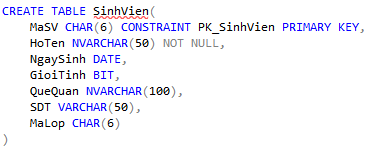 CREATE TABLE SinhVien(
MaSV CHAR(6) CONSTRAINT PK_SinhVien PRIMARY KEY,
HoTen NVARCHAR(50) NOT NULL,
NgaySinh DATE,
GioiTinh BIT,
QueQuan NVARCHAR(100),
SDT VARCHAR(50),
MaLop CHAR(6)
)